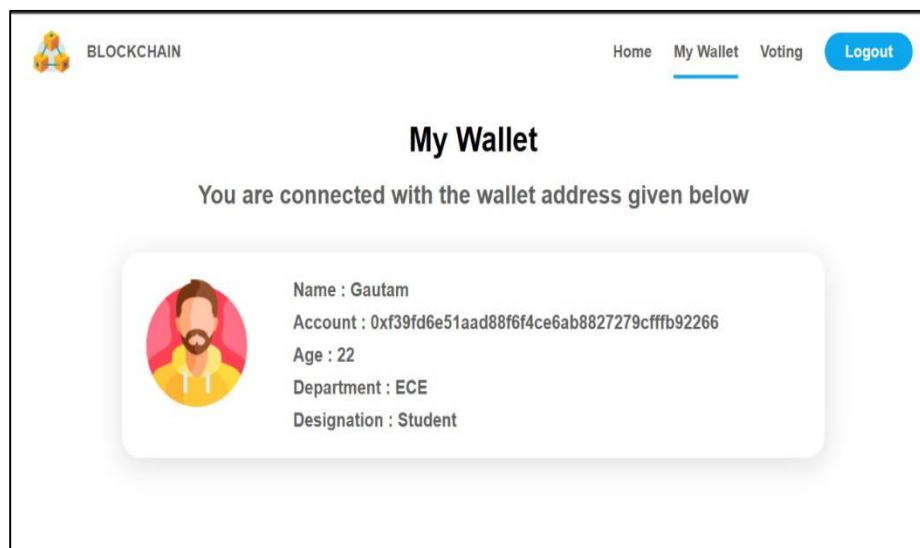 BLOCKCHAIN
Home My Wallet Voting Logout
My Wallet
You are connected with the wallet address given below
Name : Gautam
Account : 0xf39fd6e51aad88f6f4ce6ab8827279cfffb92266
Age : 22
Department : ECE
Designation : Student